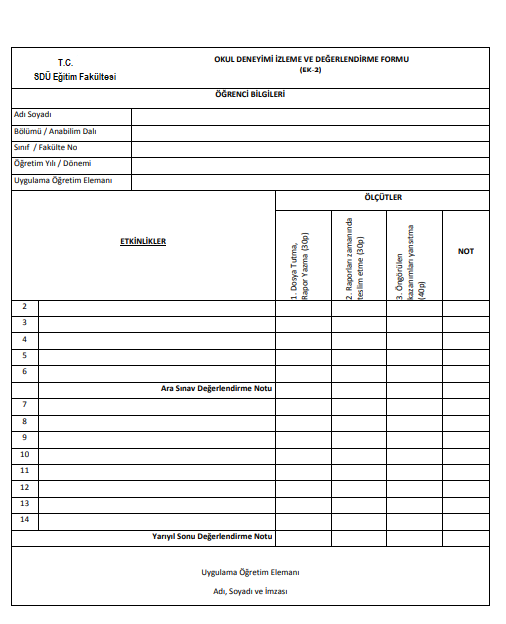 T.C.
SDÜ Eğitim Fakültesi
OKUL DENEYİMİ İZLEME VE DEĞERLENDİRME FORMU
(EK-2)
ÖĞRENCİ BİLGİLERİ
Adı Soyadı
Bölümü / Anabilim Dalı
Sınıf / Fakülte No
Öğretim Yılı / Dönemi
Uygulama Öğretim Elemanı
ETKİNLİKLER
ÖLÇÜTLER
1. Dosya Tutma,
Rapor Yazma (30p)
2. Raporları zamanında
teslim etme (30p)
3. Öngörülen
kazanımları yansıtma
(40p)
NOT
2
3
4
5
6
Ara Sınav Değerlendirme Notu
7
8
9
10
11
12
13
14
Yarıyıl Sonu Değerlendirme Notu
Uygulama Öğretim Elemanı
Adı, Soyadı ve İmzası